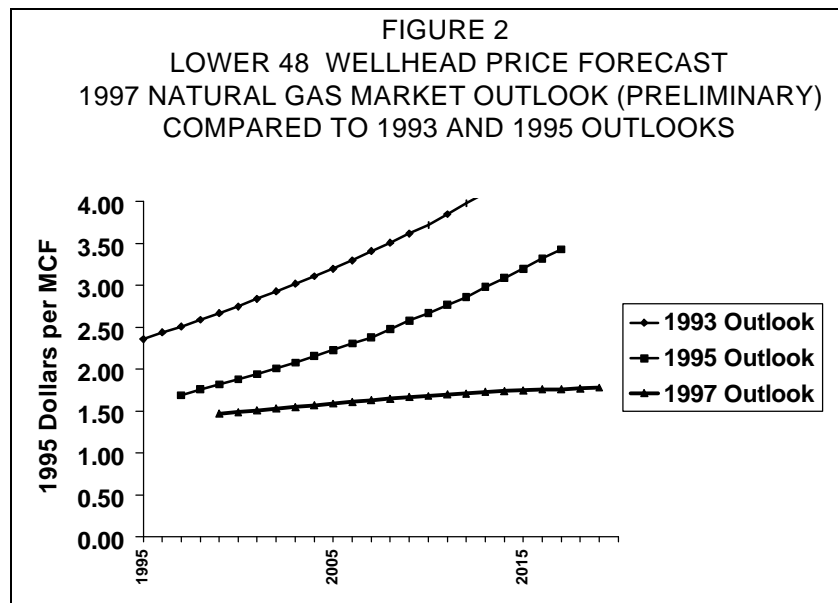 FIGURE 2
LOWER 48 WELLHEAD PRICE FORECAST
1997 NATURAL GAS MARKET OUTLOOK (PRELIMINARY)
COMPARED TO 1993 AND 1995 OUTLOOKS
1995 Dollars per MCF
4.00
3.50
3.00
2.50
2.00
1.50
1.00
0.50
0.00
1995
2005
2015
1993 Outlook
1995 Outlook
1997 Outlook